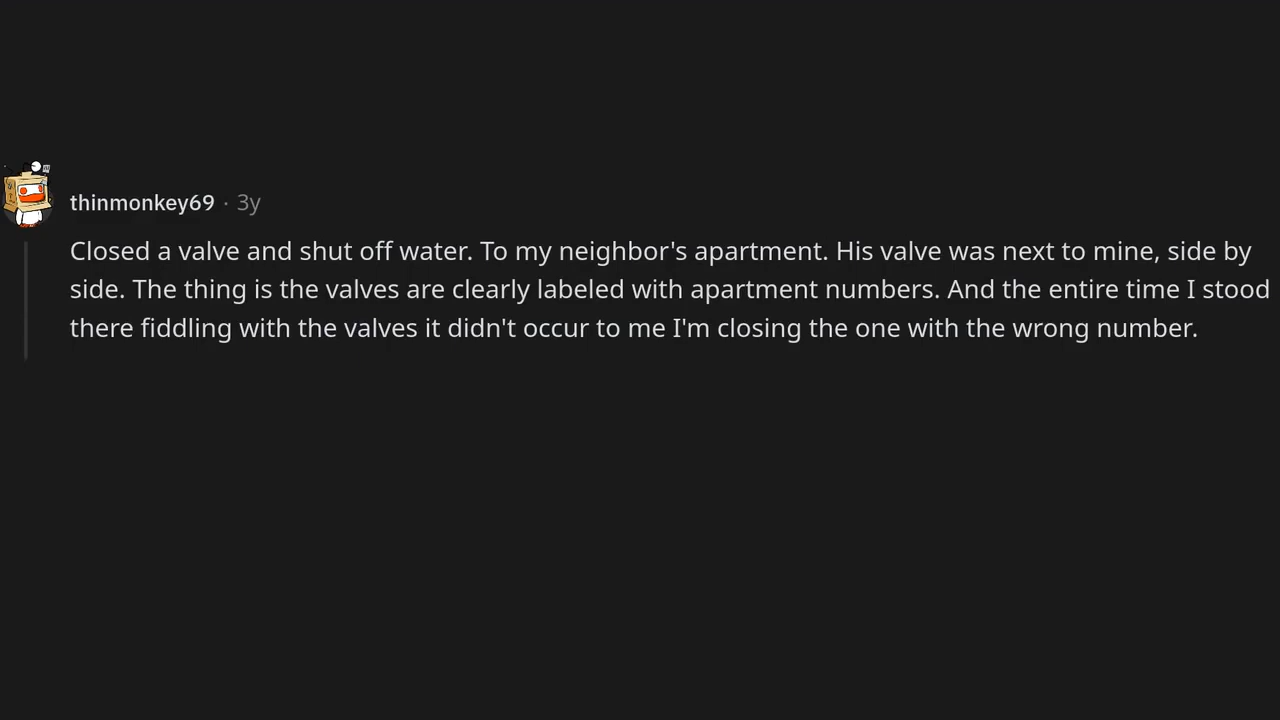 thinmonkey69 · 3y
Closed a valve and shut off water. To my neighbor's apartment. His valve was next to mine, side by
side. The thing is the valves are clearly labeled with apartment numbers. And the entire time I stood
there fiddling with the valves it didn't occur to me I'm closing the one with the wrong number.